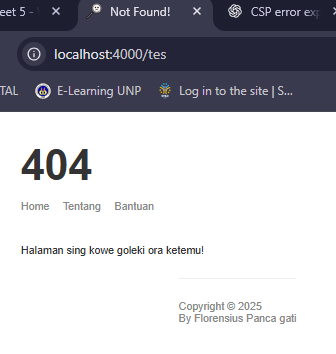 eet 5 -
Not Found!
CSP error exp
localhost:4000/tes
TAL
E-Learning UNP
Log in to the site | S...
404
Home Tentang Bantuan
Halaman sing kowe goleki ora ketemu!
Copyright © 2025
By Florensius Panca gati